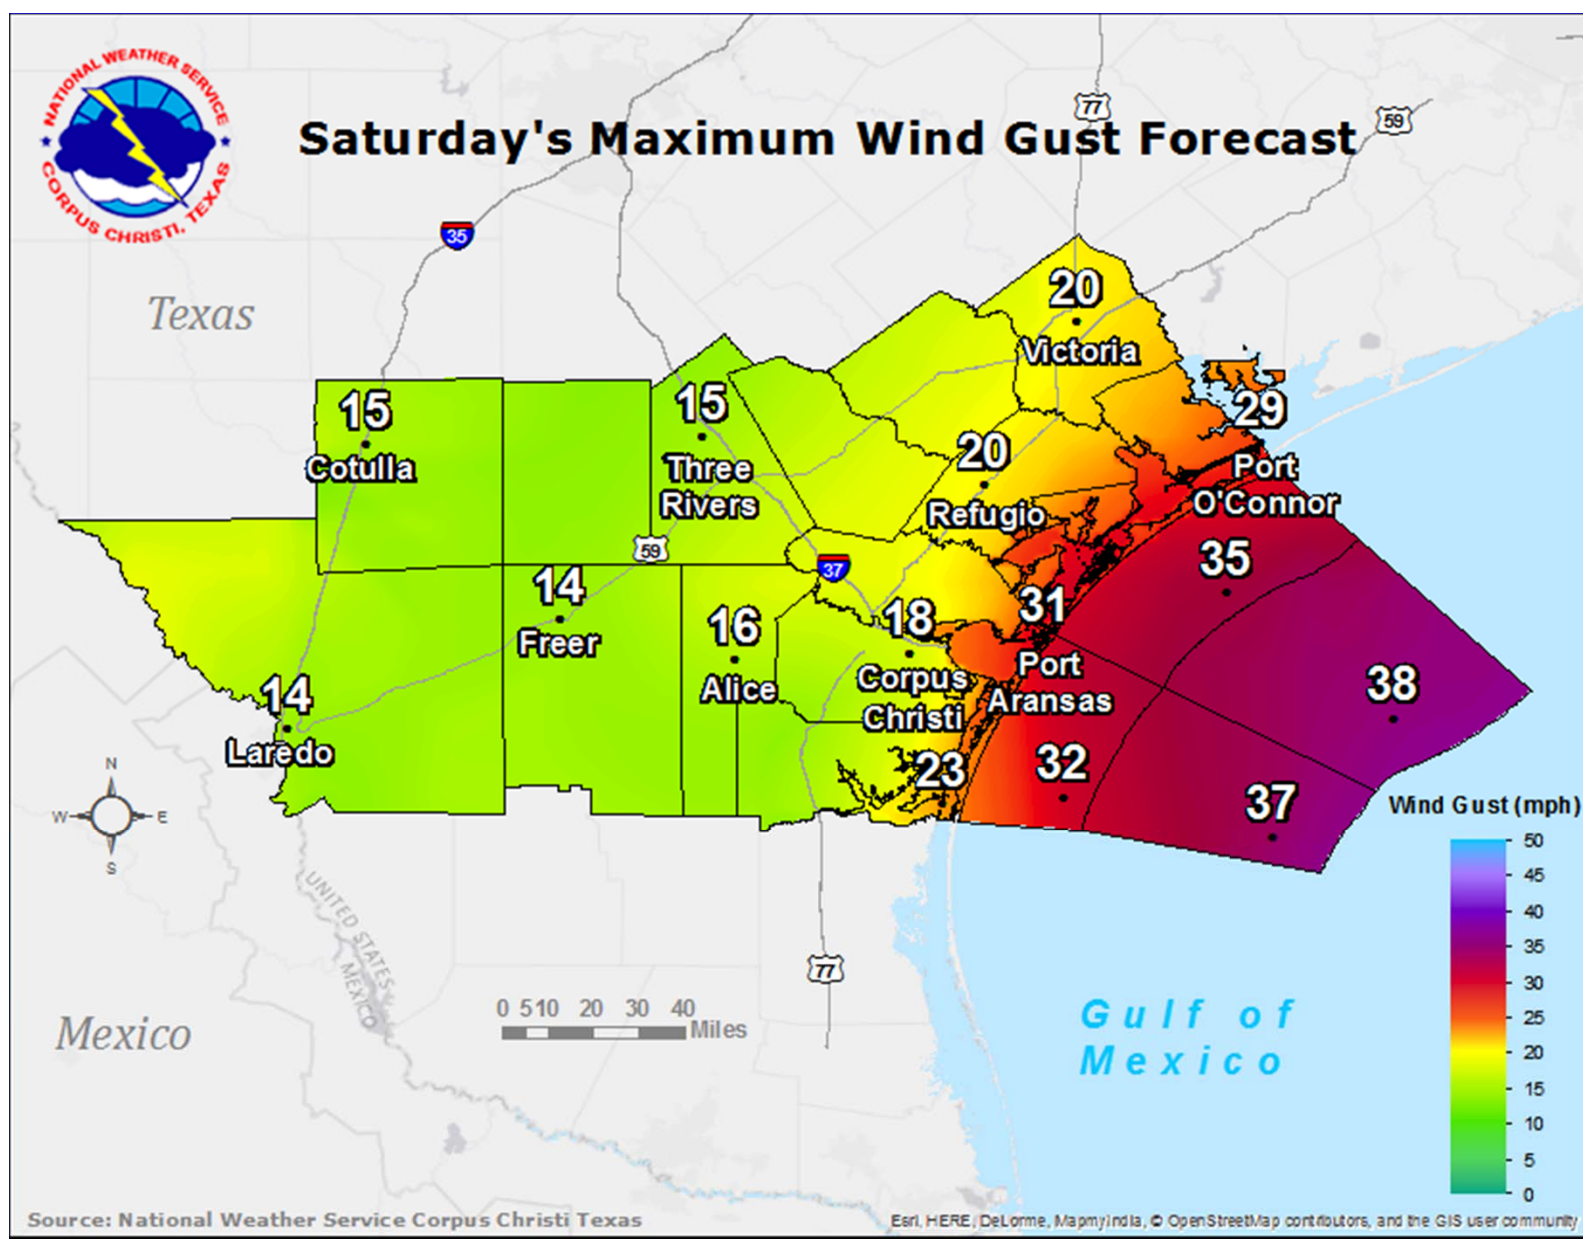 NATIONAL WEATHER SERVICE
CORPUS CHRISTI, TEXAS
Saturday's Maximum Wind Gust Forecast
77
59
35
Texas
20
Victoria
15
Cotulla
15
Three
Rivers
29
Port
O'Connor
20
Refugio
59
37
35
14
Freer
16
Alice
18
Corpus
Christi
31
Port
Aransas
38
14
Laredo
23
32
37
N
W
E
S
Wind Gust (mph)
50
45
40
35
30
25
20
15
10
5
0
UNITED STATES
MEXICO
77
0 5 10 20 30 40
Miles
Mexico
Gulf of
Mexico
Source: National Weather Service Corpus Christi Texas
Esri, HERE, DeLorme, MapmyIndia, © OpenStreetMap contributors, and the GIS user community